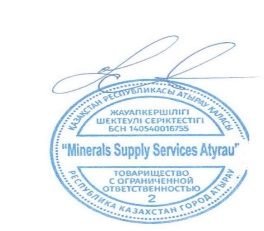 ҚАЗАҚСТАН РЕСПУБЛИКАСЫ АТЫРАУ ҚАЛАСЫ
ЖАУАПКЕРШІЛІГІ
ШЕКТЕУЛІ СЕРІКТЕСТІГІ
БСН 140540016755
"Minerals Supply Services Atyrau"
ТОВАРИЩЕСТВО
С ОГРАНИЧЕННОЙ
ОТВЕТСТВЕННОСТЬЮ
2
РЕСПУБЛИКА КАЗАХСТАН ГОРОД АТЫРАУ